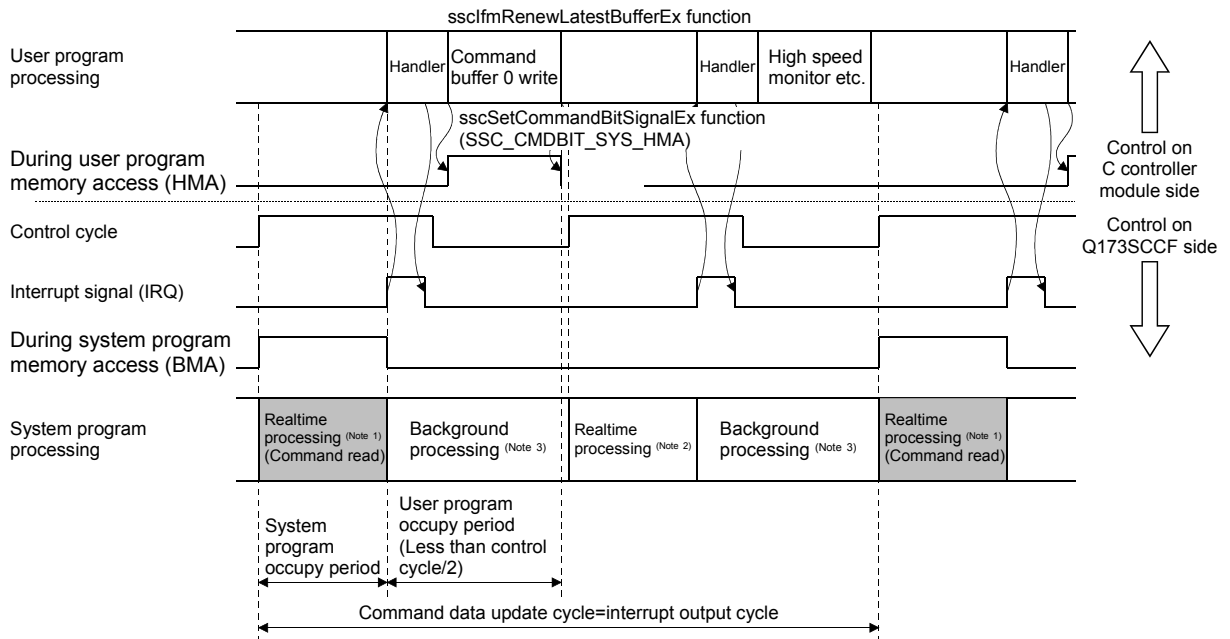 sscIfmRenewLatestBufferEx function
User program
processing
Handler
Command
buffer 0 write
Handler
High speed
monitor etc.
Handler
sscSetCommandBitSignalEx function
(SSC_CMDBIT_SYS_HMA)
During user program
memory access (HMA)
Control on
C controller
module side
Control cycle
Control on
Q173SCCF side
Interrupt signal (IRQ)
During system program
memory access (BMA)
System program
processing
Realtime
processing (Note 1)
(Command read)
Background
processing (Note 3)
Realtime
processing (Note 2)
Background
processing (Note 3)
Realtime
processing (Note 1)
(Command read)
System
program
occupy period
User program
occupy period
(Less than control
cycle/2)
Command data update cycle=interrupt output cycle